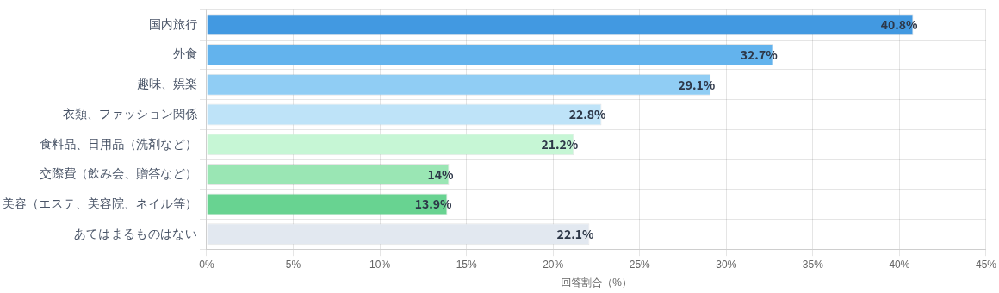 国内旅行
40.8%
外食
32.7%
趣味、娯楽
29.1%
衣類、ファッション関係
22.8%
食料品、日用品（洗剤など）
21.2%
交際費（飲み会、贈答など）
14%
美容（エステ、美容院、ネイル等）
13.9%
あてはまるものはない
22.1%
0% 5% 10% 15% 20% 25% 30% 35% 40% 45%
回答割合（%）